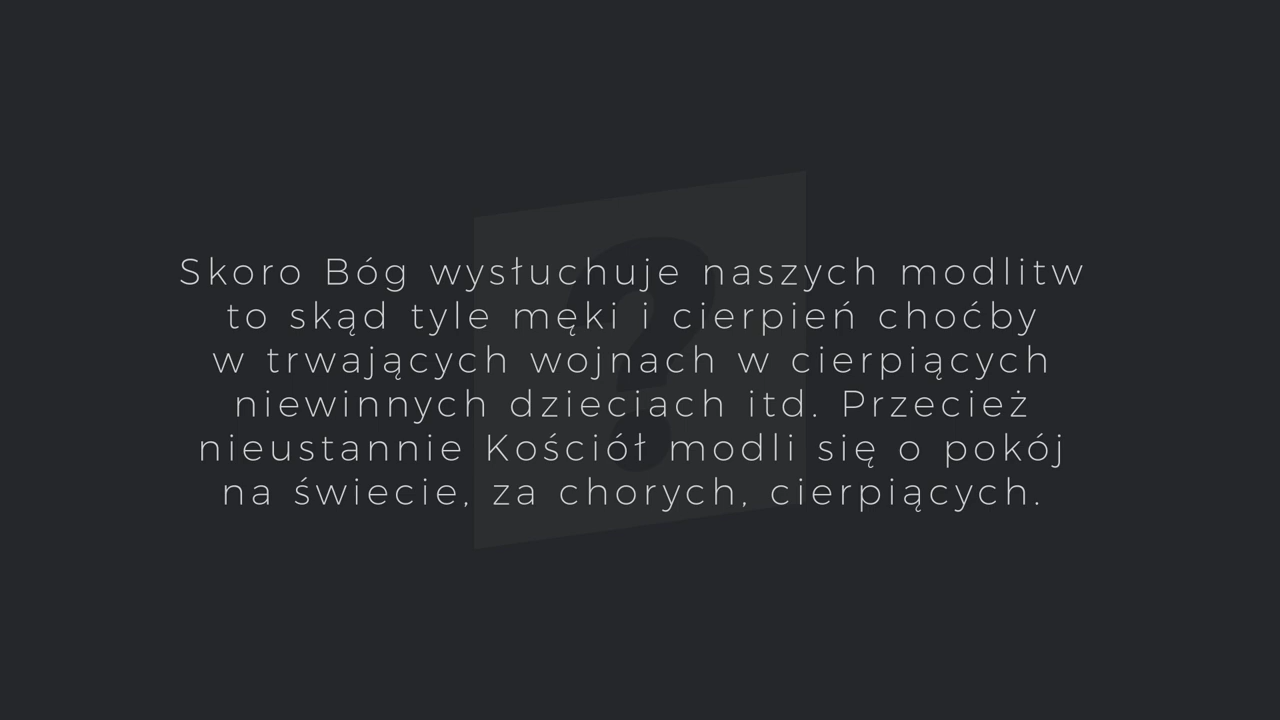 Skoro Bóg wysłuchuje naszych modlitw
to skąd tyle męki i cierpień choćby
w trwających wojnach w cierpiących
niewinnych dzieciach itd. Przecież
nieustannie Kościół modli się o pokój
na świecie, za chorych, cierpiących.